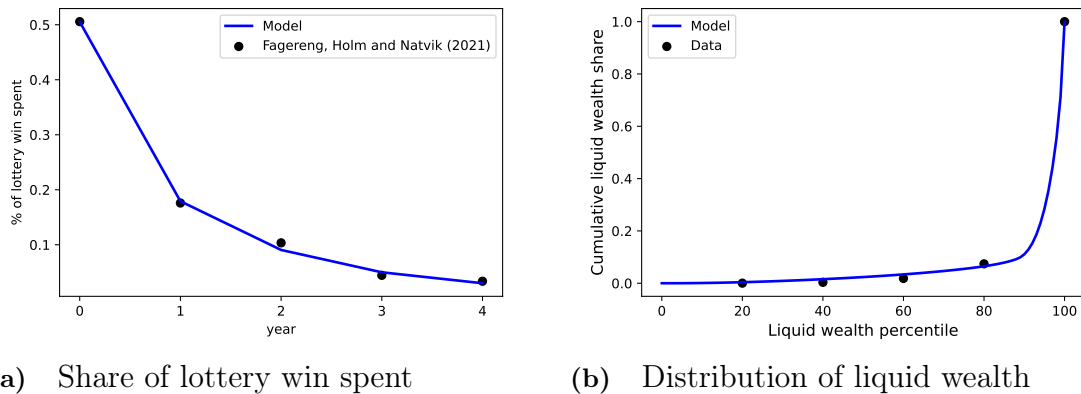 0.5
0.4
0.3
0.2
0.1
% of lottery win spent
Model
Fagereng, Holm and Natvik (2021)
0 1 2 3 4
year
1.0
0.8
0.6
0.4
0.2
0.0
Cumulative liquid wealth share
Model
Data
0 20 40 60 80 100
Liquid wealth percentile
a) Share of lottery win spent
(b) Distribution of liquid wealth